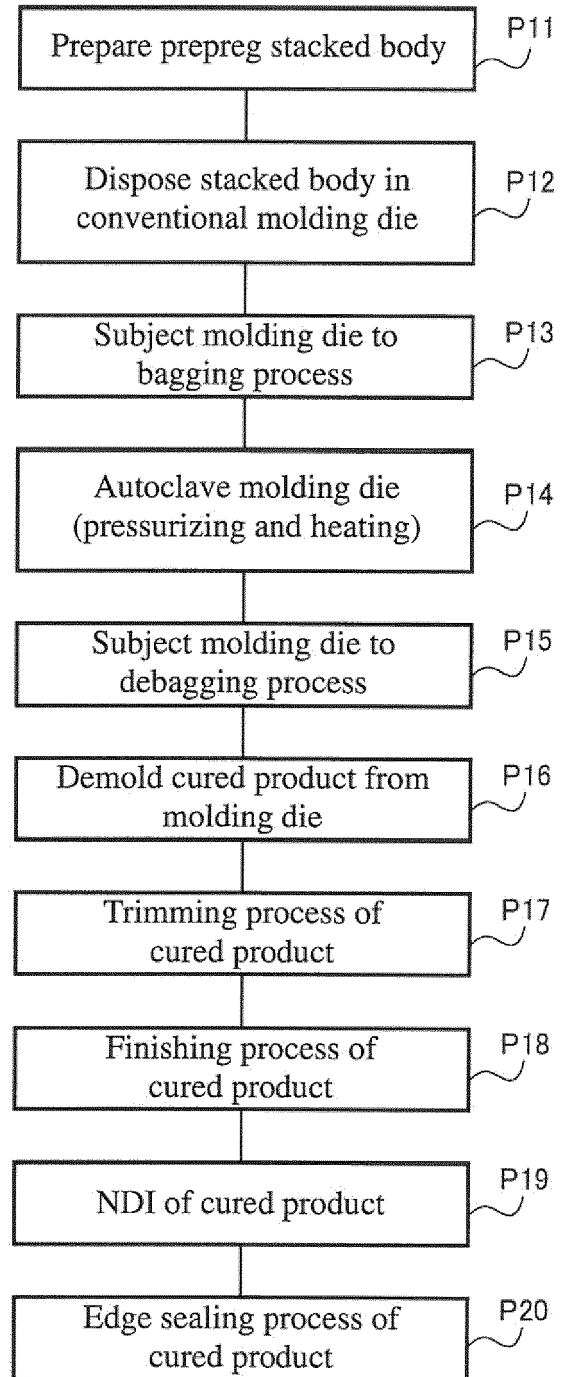 Prepare prepreg stacked body
P11
Dispose stacked body in
conventional molding die
P12
Subject molding die to
bagging process
P13
Autoclave molding die
(pressurizing and heating)
P14
Subject molding die to
debagging process
P15
Demold cured product from
molding die
P16
Trimming process of
cured product
P17
Finishing process of
cured product
P18
NDI of cured product
P19
Edge sealing process of
cured product
P20